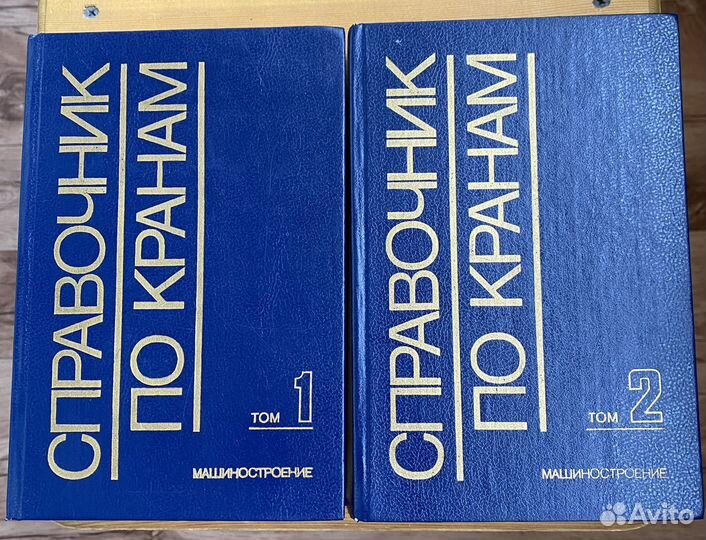 СПРАВОЧНИК
ПО КРАНАМ
ТОМ 1
МАШИНОСТРОЕНИЕ
СПРАВОЧНИК
ПО КРАНАМ
ТОМ 2
МАШИНОСТРОЕНИЕ
Avito